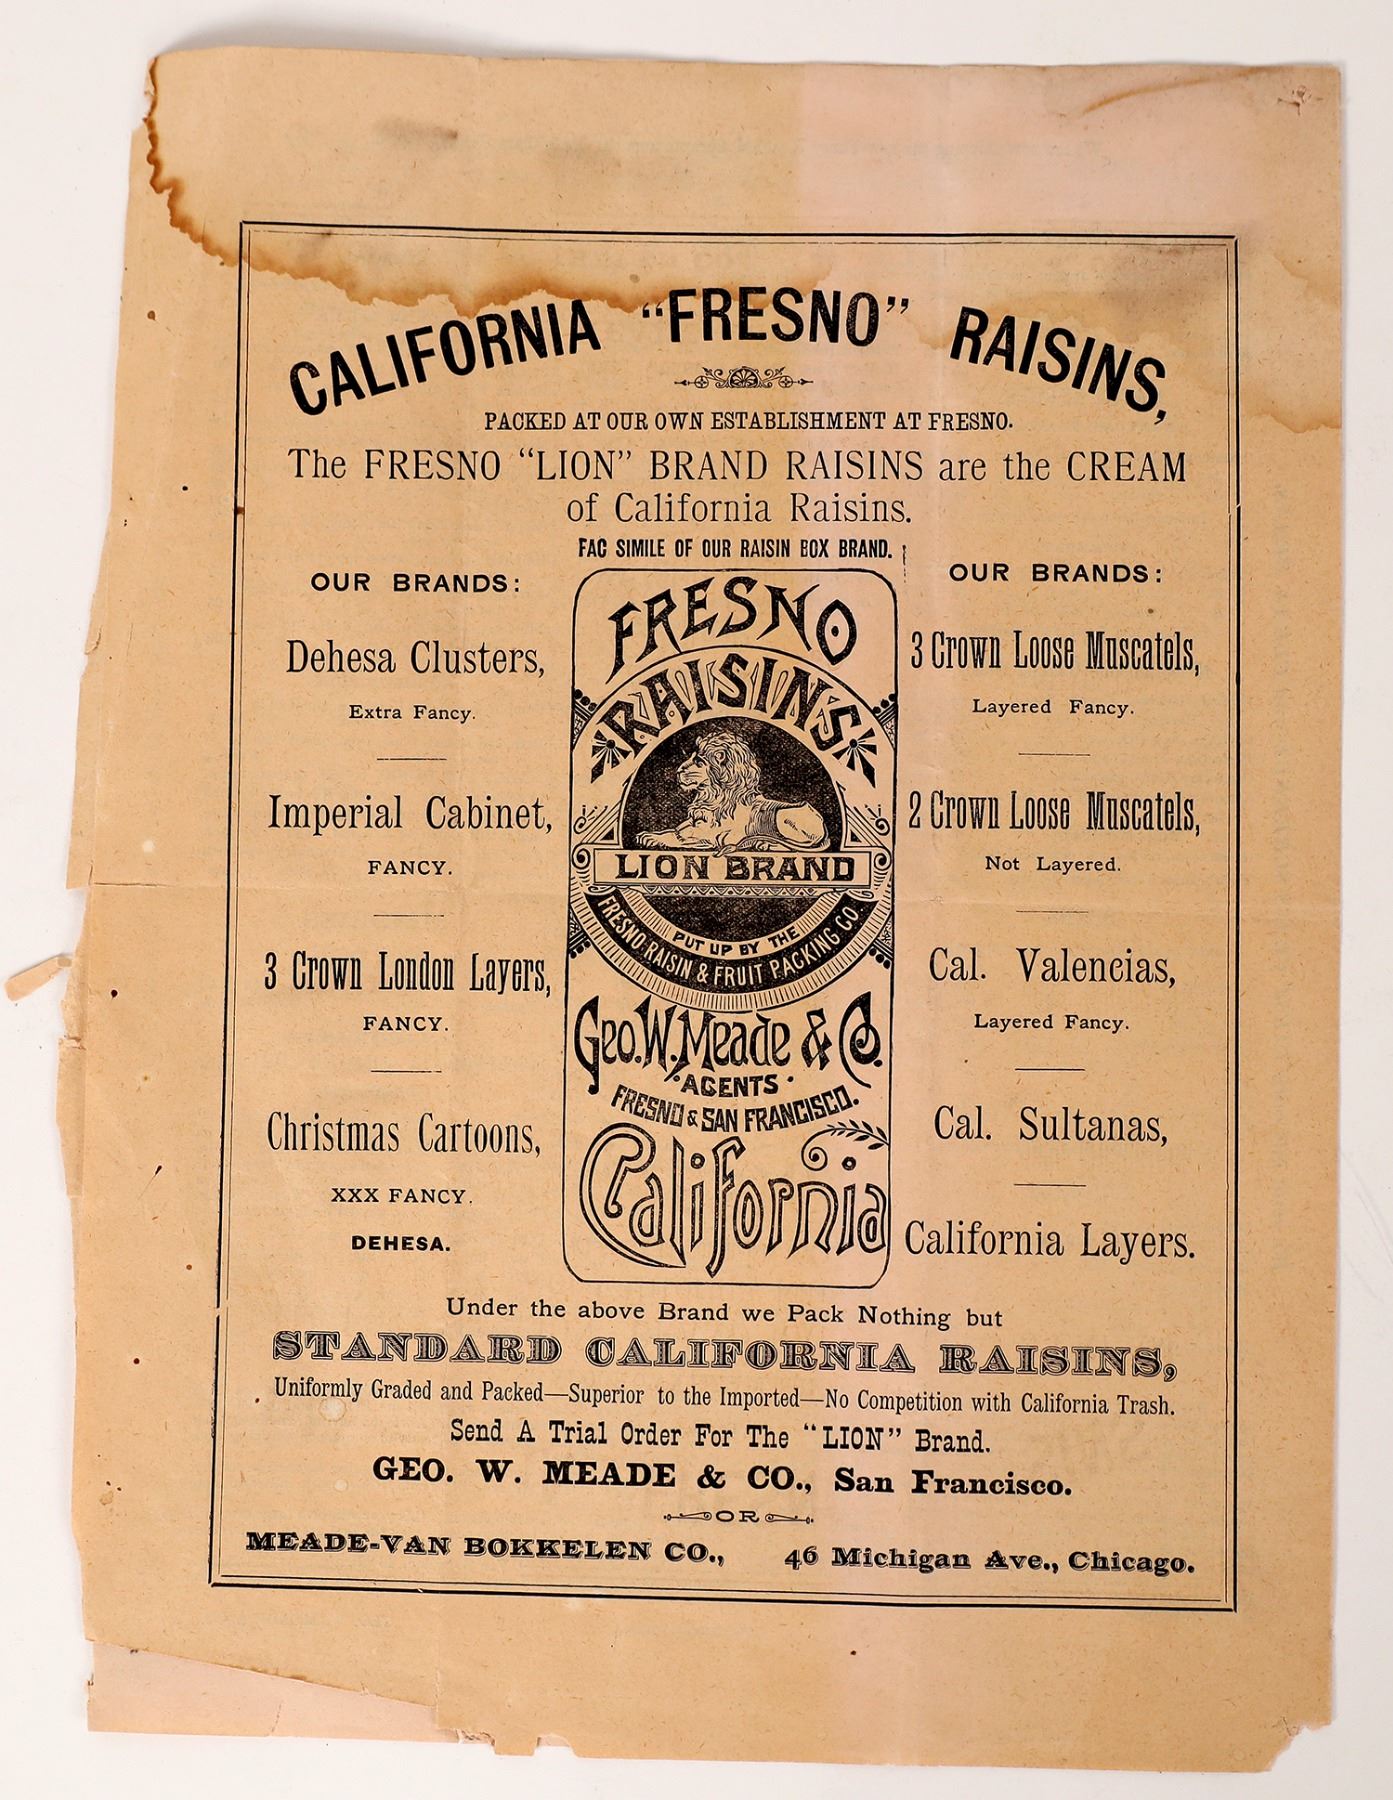 CALIFORNIA "FRESNO" RAISINS,
PACKED AT OUR OWN ESTABLISHMENT AT FRESNO.
The FRESNO "LION" BRAND RAISINS are the CREAM
of California Raisins.
FAC SIMILE OF OUR RAISIN BOX BRAND.
OUR BRANDS:
Dehesa Clusters,
Extra Fancy.
Imperial Cabinet,
FANCY.
3 Crown London Layers,
FANCY.
Christmas Cartoons,
XXX FANCY.
DEHESA.
FRESNO
RAISINS
LION BRAND
PUT UP BY THE
FRESNO RAISIN & FRUIT PACKING CO.
Geo. W. Meade & Co.
AGENTS
FRESNO & SAN FRANCISCO.
California
OUR BRANDS:
3 Crown Loose Muscatels,
Layered Fancy.
2 Crown Loose Muscatels,
Not Layered.
Cal. Valencias,
Layered Fancy.
Cal. Sultanas,
California Layers.
Under the above Brand we Pack Nothing but
STANDARD CALIFORNIA RAISINS,
Uniformly Graded and Packed—Superior to the Imported—No Competition with California Trash.
Send A Trial Order For The "LION" Brand.
GEO. W. MEADE & CO., San Francisco.
OR
MEADE-VAN BOKKELEN CO., 46 Michigan Ave., Chicago.